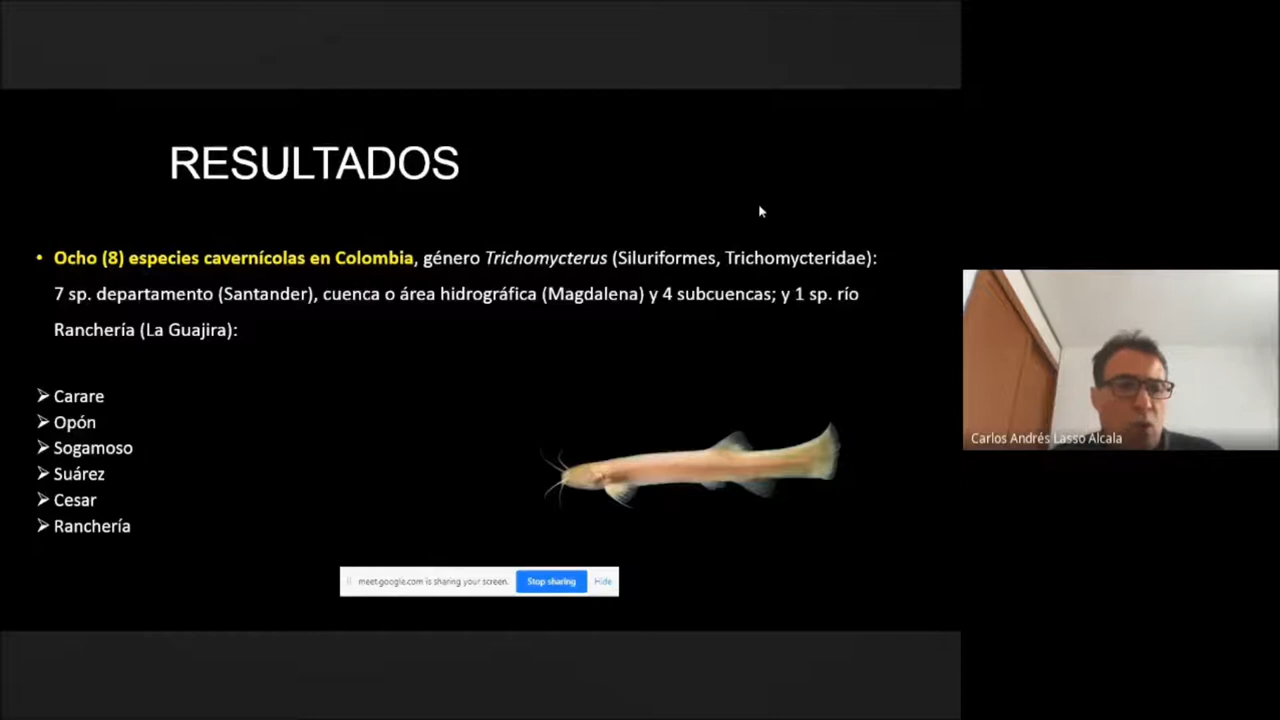 RESULTADOS
• Ocho (8) especies cavernícolas en Colombia, género Trichomycterus (Siluriformes, Trichomycteridae):
7 sp. departamento (Santander), cuenca o área hidrográfica (Magdalena) y 4 subcuencas; y 1 sp. río
Ranchería (La Guajira):
➢ Carare
➢ Opón
➢ Sogamoso
➢ Suárez
➢ Cesar
➢ Ranchería
Carlos Andrés Lasso Alcala
meet.google.com is sharing your screen. Stop sharing Hide